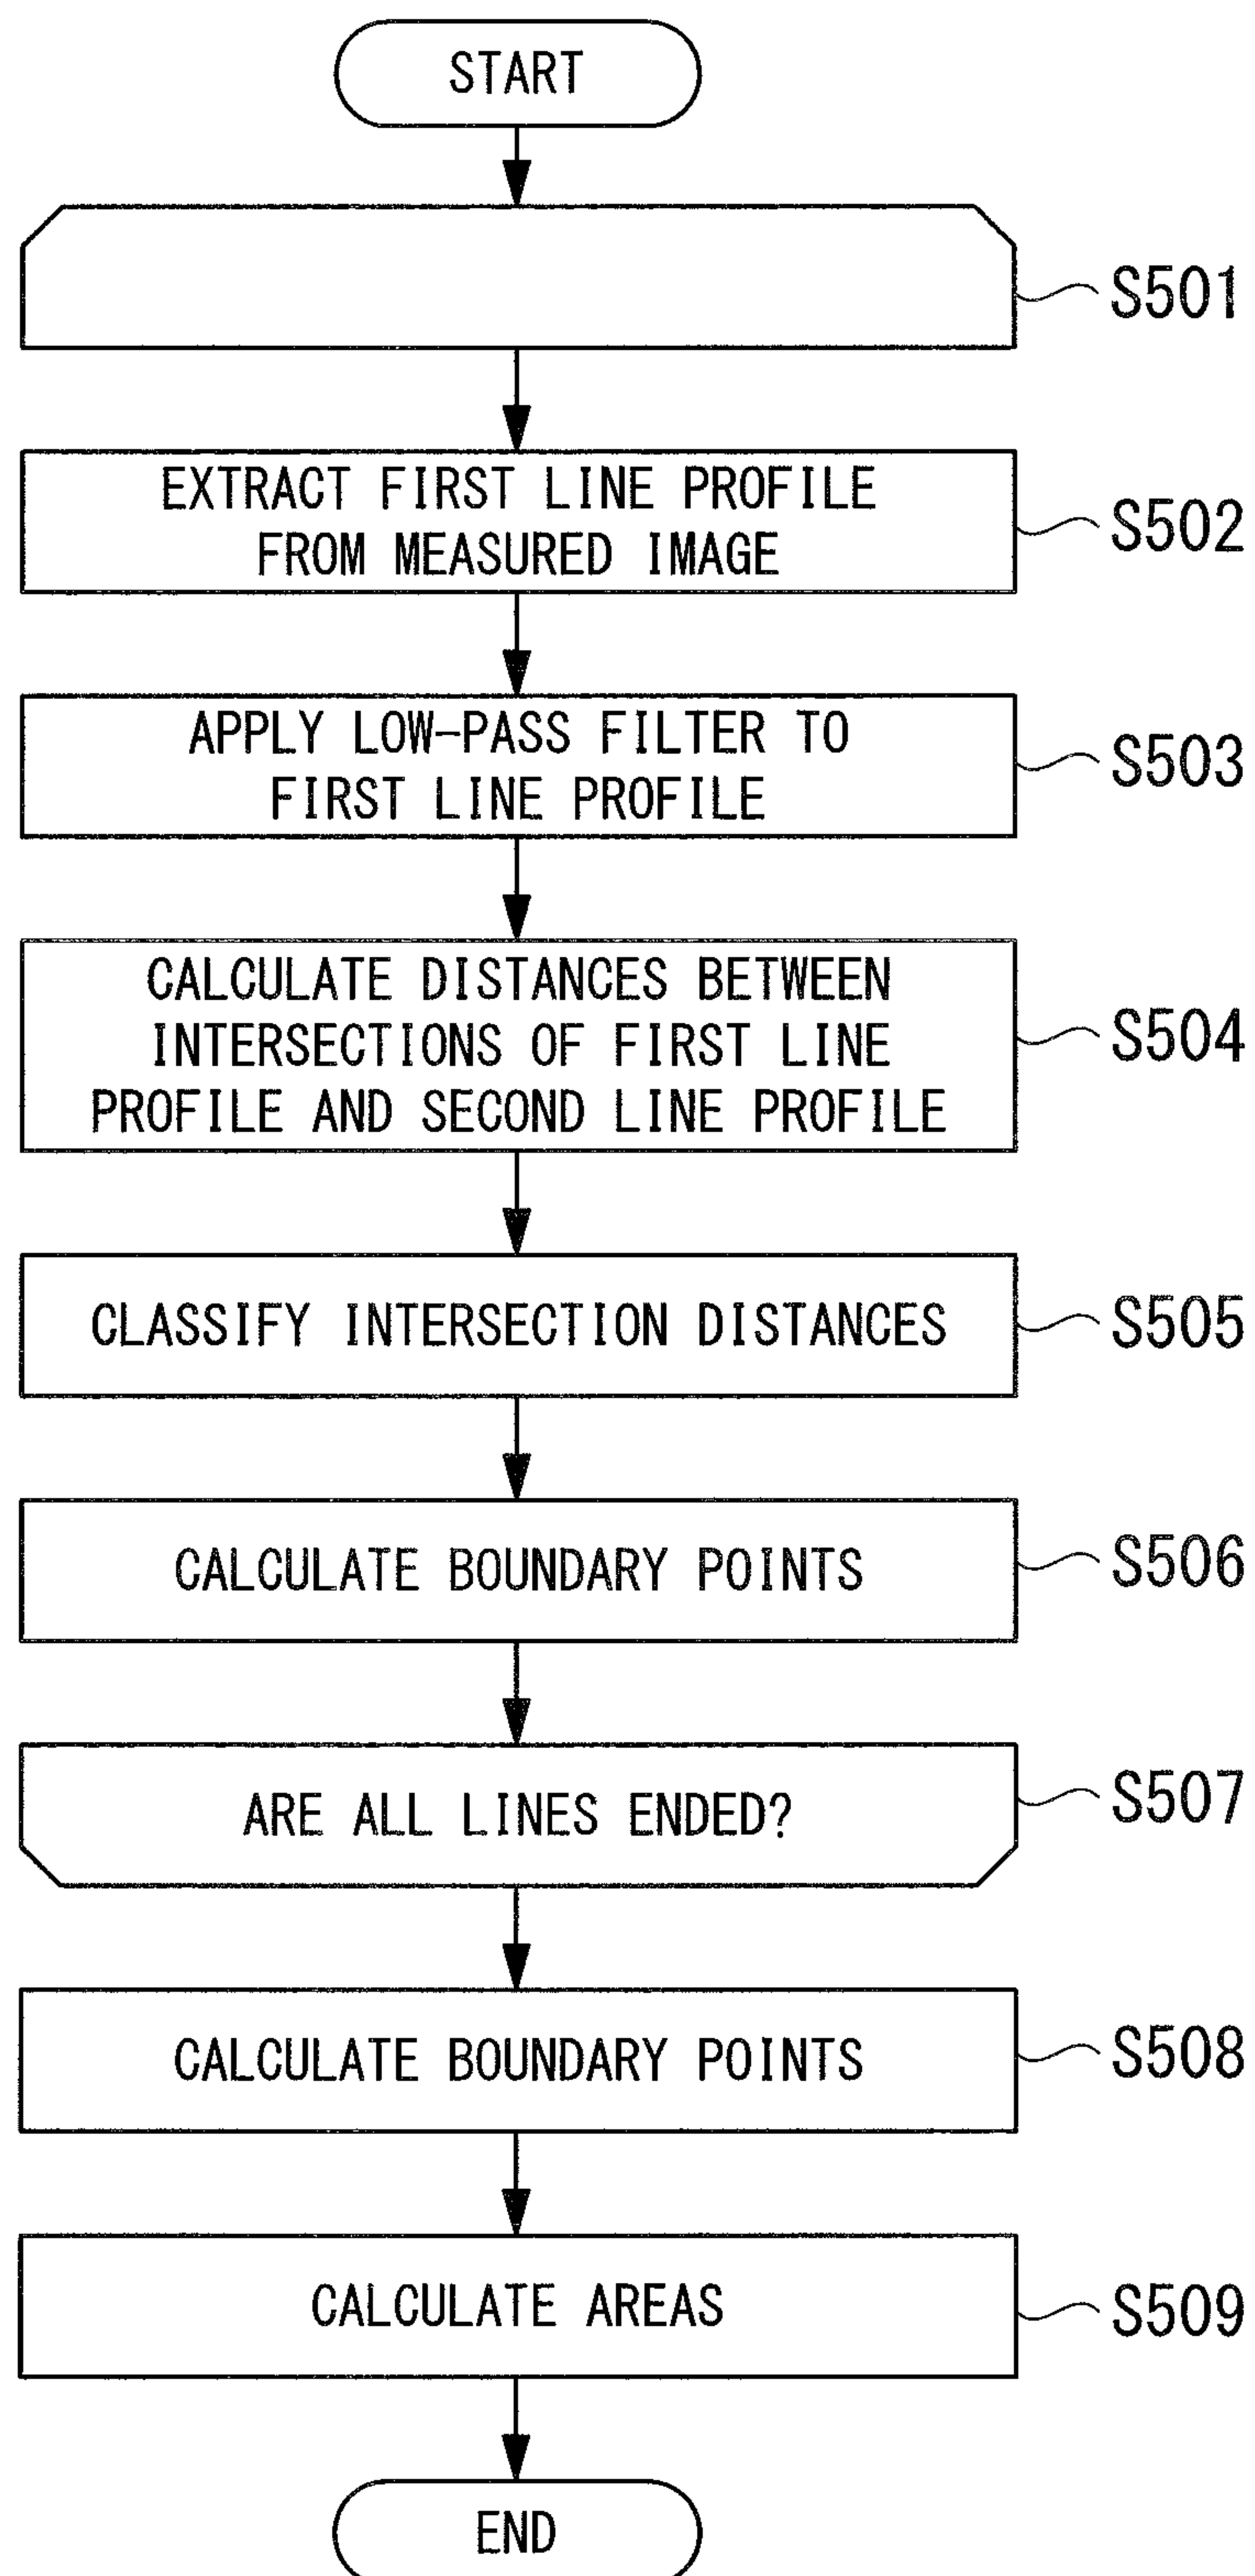 START
S501
EXTRACT FIRST LINE PROFILE
FROM MEASURED IMAGE
S502
APPLY LOW-PASS FILTER TO
FIRST LINE PROFILE
S503
CALCULATE DISTANCES BETWEEN
INTERSECTIONS OF FIRST LINE
PROFILE AND SECOND LINE PROFILE
S504
CLASSIFY INTERSECTION DISTANCES
S505
CALCULATE BOUNDARY POINTS
S506
ARE ALL LINES ENDED?
S507
CALCULATE BOUNDARY POINTS
S508
CALCULATE AREAS
S509
END